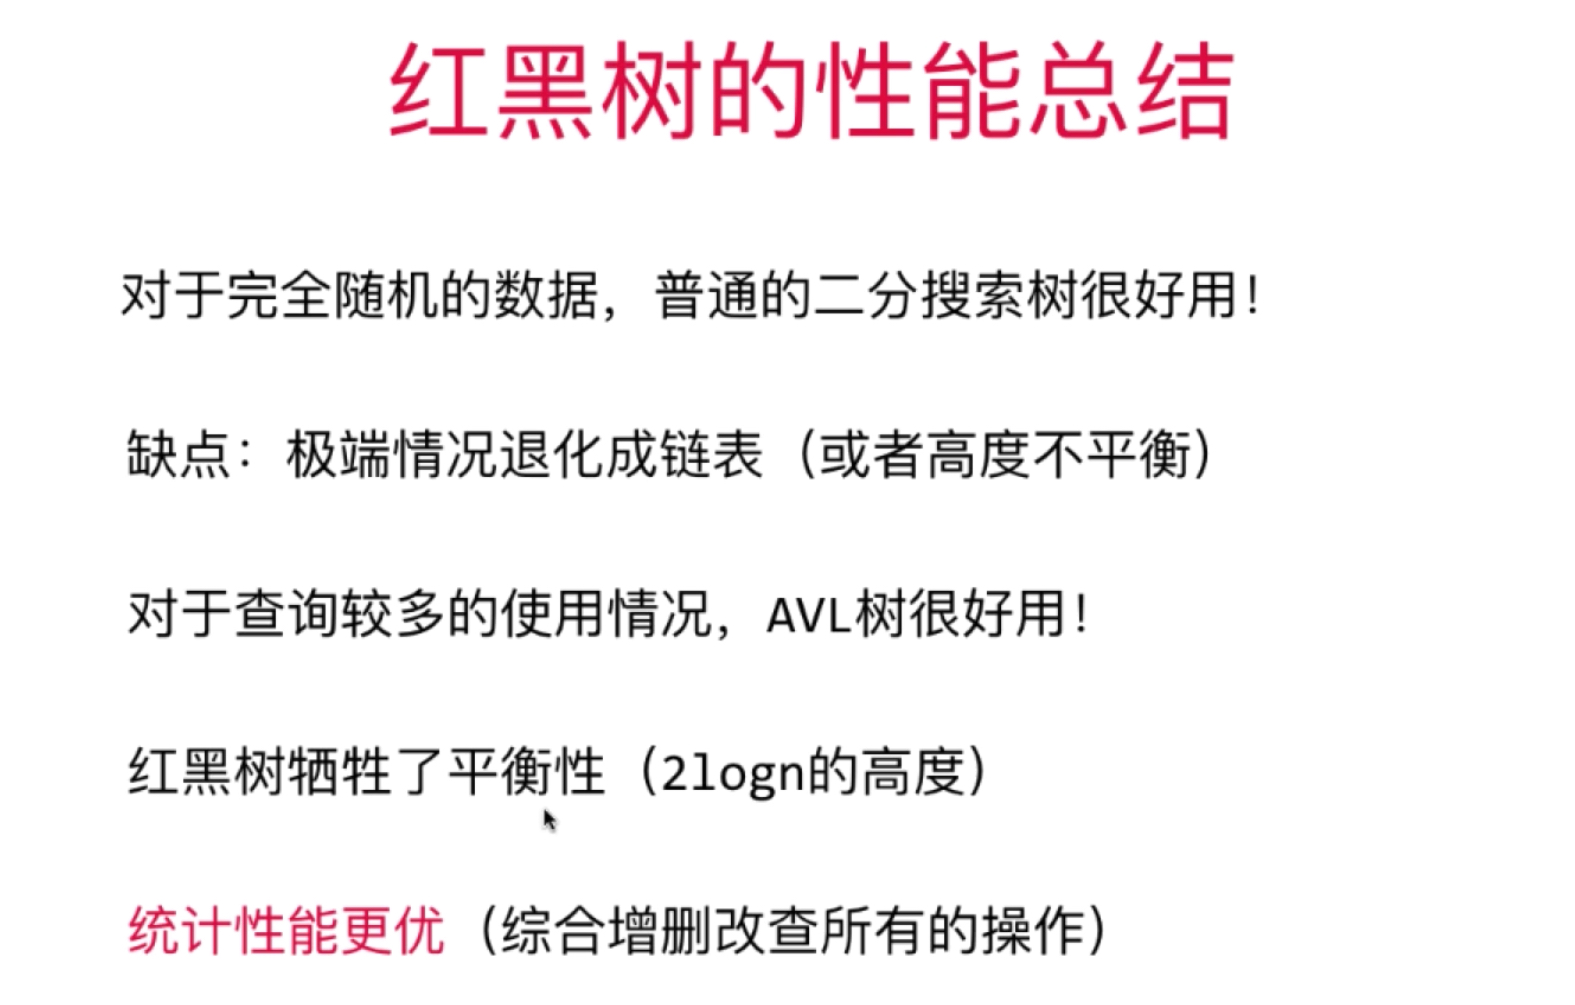 红黑树的性能总结
对于完全随机的数据，普通的二分搜索树很好用！
缺点：极端情况退化成链表（或者高度不平衡）
对于查询较多的使用情况，AVL树很好用！
红黑树牺牲了平衡性（2logn的高度）
统计性能更优（综合增删改查所有的操作）